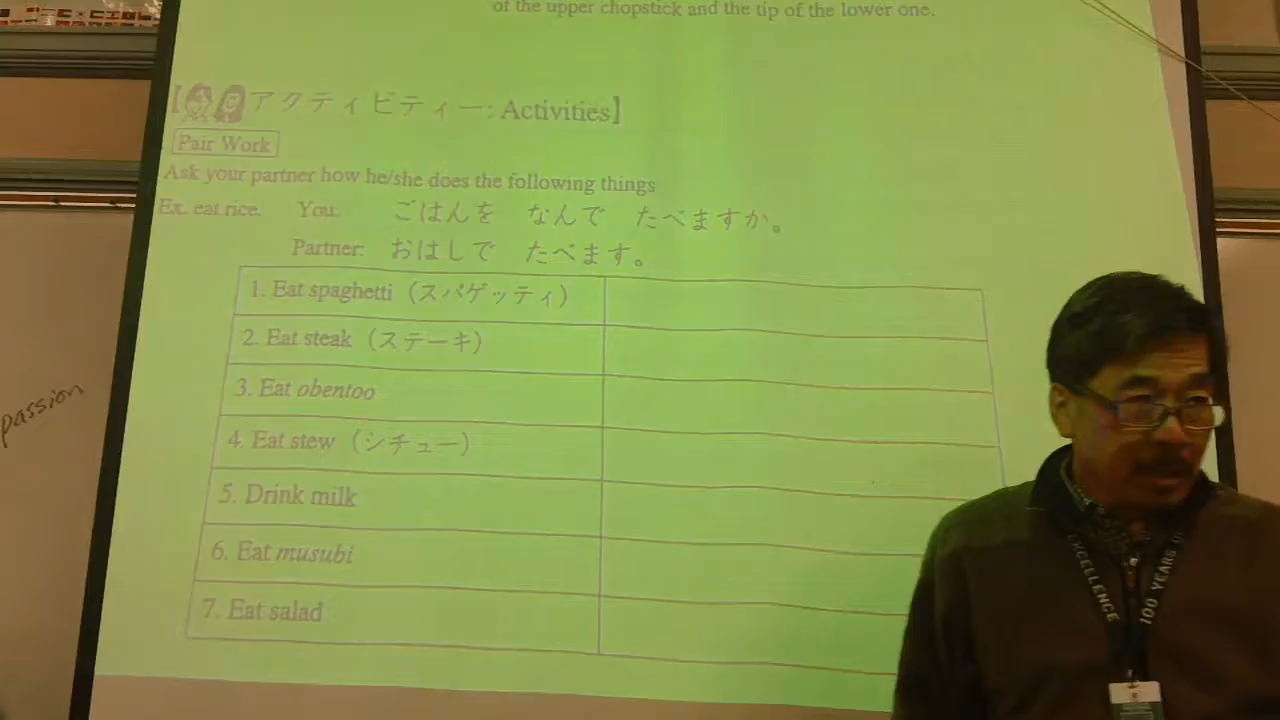 of the upper chopstick and the tip of the lower one.
【アクティビティー: Activities】
Pair Work
Ask your partner how he/she does the following things
Ex. eat rice. You: ごはんを なんで たべますか。
Partner: おはしで たべます。
1. Eat spaghetti (スパゲッティ)
2. Eat steak (ステーキ)
3. Eat obentoo
4. Eat stew (シチュー)
5. Drink milk
6. Eat musubi
7. Eat salad
passion
EXCELLENCE
100 YEARS